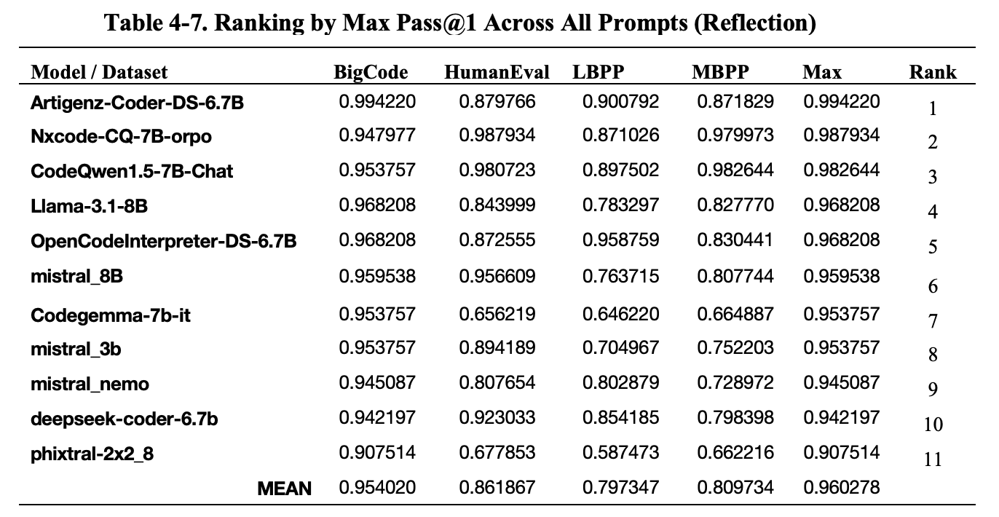 Table 4-7. Ranking by Max Pass@1 Across All Prompts (Reflection)
Model / Dataset BigCode HumanEval LBPP MBPP Max Rank
Artigenz-Coder-DS-6.7B 0.994220 0.879766 0.900792 0.871829 0.994220 1
Nxcode-CQ-7B-orpo 0.947977 0.987934 0.871026 0.979973 0.987934 2
CodeQwen1.5-7B-Chat 0.953757 0.980723 0.897502 0.982644 0.982644 3
Llama-3.1-8B 0.968208 0.843999 0.783297 0.827770 0.968208 4
OpenCodeInterpreter-DS-6.7B 0.968208 0.872555 0.958759 0.830441 0.968208 5
mistral_8B 0.959538 0.956609 0.763715 0.807744 0.959538 6
Codegemma-7b-it 0.953757 0.656219 0.646220 0.664887 0.953757 7
mistral_3b 0.953757 0.894189 0.704967 0.752203 0.953757 8
mistral_nemo 0.945087 0.807654 0.802879 0.728972 0.945087 9
deepseek-coder-6.7b 0.942197 0.923033 0.854185 0.798398 0.942197 10
phixtral-2x2_8 0.907514 0.677853 0.587473 0.662216 0.907514 11
MEAN 0.954020 0.861867 0.797347 0.809734 0.960278